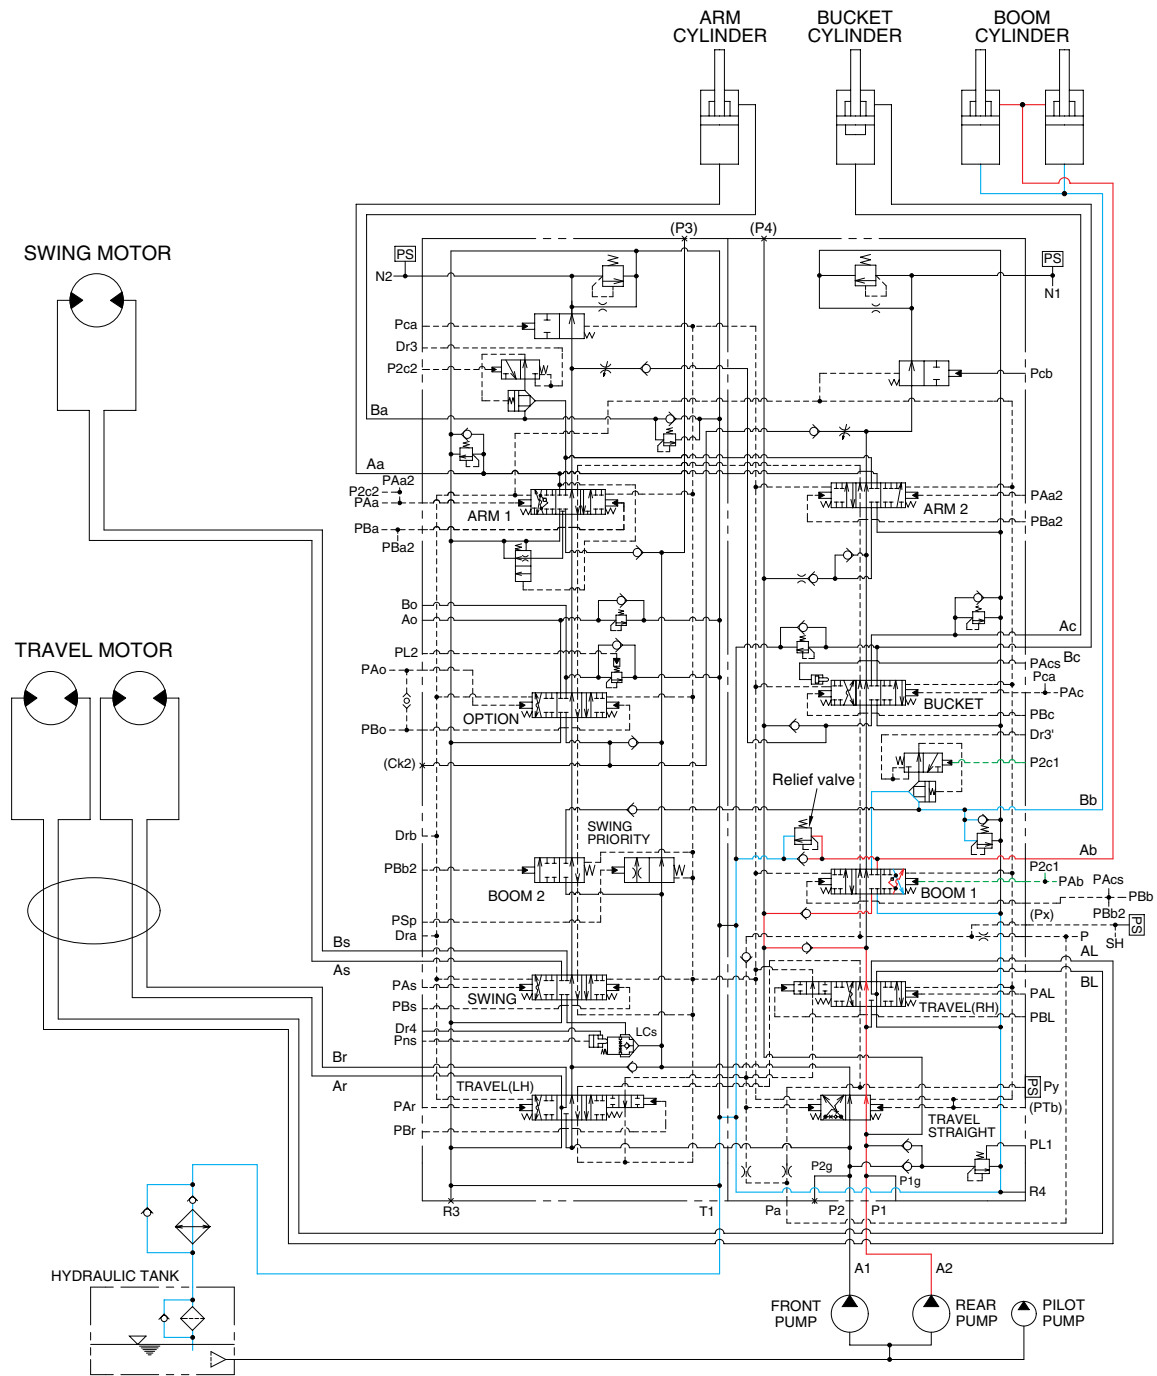 ARM
CYLINDER
BUCKET
CYLINDER
BOOM
CYLINDER
SWING MOTOR
(P3)
(P4)
PS
N2
PS
N1
Pca
Dr3
P2c2
Pcb
Ba
Aa
PAa2
P2c2
PAa
ARM 1
PBa
PBa2
ARM 2
PAa2
PBa2
Bo
Ao
PL2
PAo
OPTION
PBo
(Ck2)
Ac
Bc
PAcs
Pca
PAc
BUCKET
PBc
Dr3'
P2c1
Relief valve
Bb
TRAVEL MOTOR
SWING
PRIORITY
Drb
PBb2
BOOM 2
Ab
P2c1
PAb
BOOM 1
PAcs
PBb
PBb2
PS
(Px)
P
SH
PSp
Dra
Bs
As
AL
BL
PAs
SWING
PBs
Dr4
Pns
LCs
PAL
TRAVEL(RH)
PBL
Br
Ar
TRAVEL(LH)
PAr
PBr
PS
Py
(PTb)
TRAVEL
STRAIGHT
PL1
P2g
P1g
R4
R3
T1
Pa
P2
P1
HYDRAULIC TANK
A1
A2
FRONT
PUMP
REAR
PUMP
PILOT
PUMP